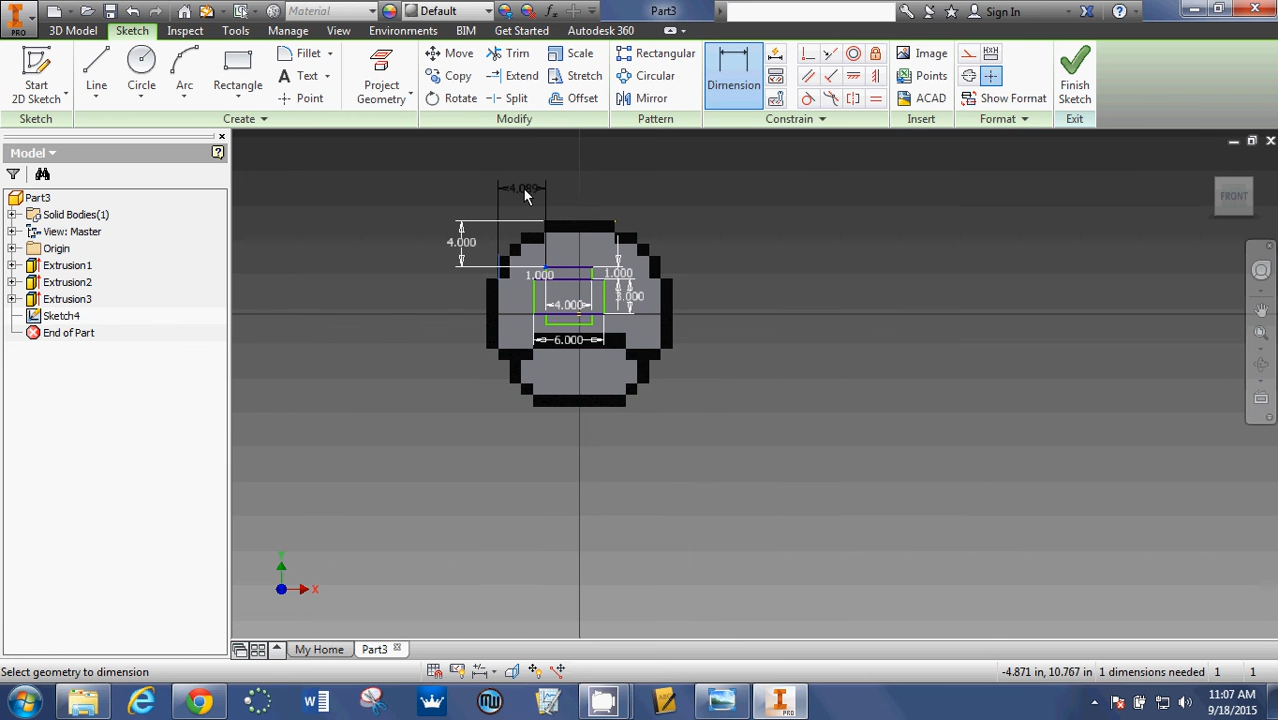 Material
Default
Part3
Sign In
PRO
3D Model
Sketch
Inspect
Tools
Manage
View
Environments
BIM
Get Started
Autodesk 360
Start
2D Sketch
Line
Circle
Arc
Rectangle
Fillet
Text
Point
Project
Geometry
Move
Copy
Rotate
Trim
Extend
Split
Scale
Stretch
Offset
Rectangular
Circular
Mirror
Dimension
Image
Points
ACAD
Show Format
Finish
Sketch
Sketch
Create
Modify
Pattern
Constrain
Insert
Format
Exit
Model
Part3
Solid Bodies(1)
View: Master
Origin
Extrusion1
Extrusion2
Extrusion3
Sketch4
End of Part
4.089
FRONT
4.000
1.000
1.000
3.000
4.000
6.000
Y
X
My Home
Part3
Select geometry to dimension
-4.871 in, 10.767 in
1 dimensions needed
1
1
PRO
11:07 AM
9/18/2015